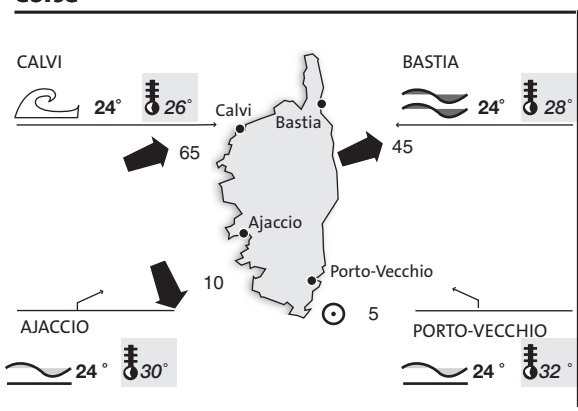 Corse
CALVI
24° 26°
BASTIA
24° 28°
Calvi
Bastia
65
45
Ajaccio
10
Porto-Vecchio
5
AJACCIO
24° 30°
PORTO-VECCHIO
24° 32°